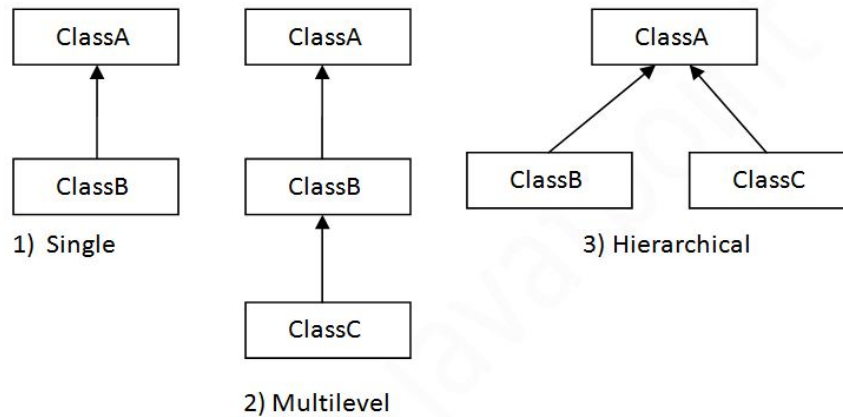 ClassA
ClassB
1) Single
ClassA
ClassB
ClassC
2) Multilevel
ClassA
ClassB
ClassC
3) Hierarchical